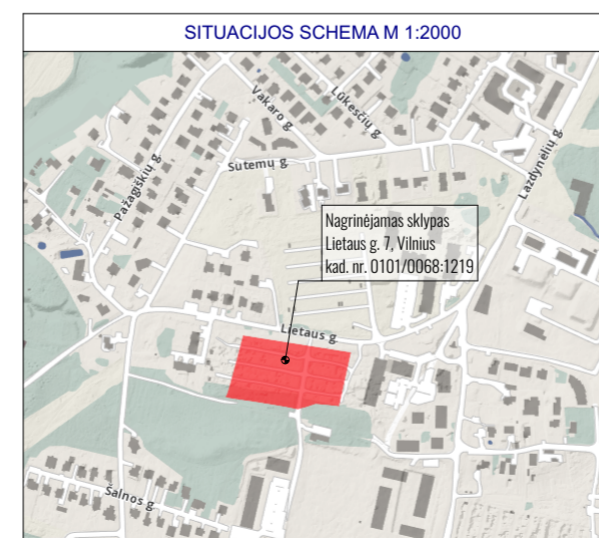 SITUACIJOS SCHEMA M 1:2000
Vakaro g.
Lūkesčių g.
Lazdynėlių g.
Pažagiškių g.
Sutemų g.
Nagrinėjamas sklypas
Lietaus g. 7, Vilnius
kad. nr. 0101/0068:1219
Lietaus g.
Šalnos g.